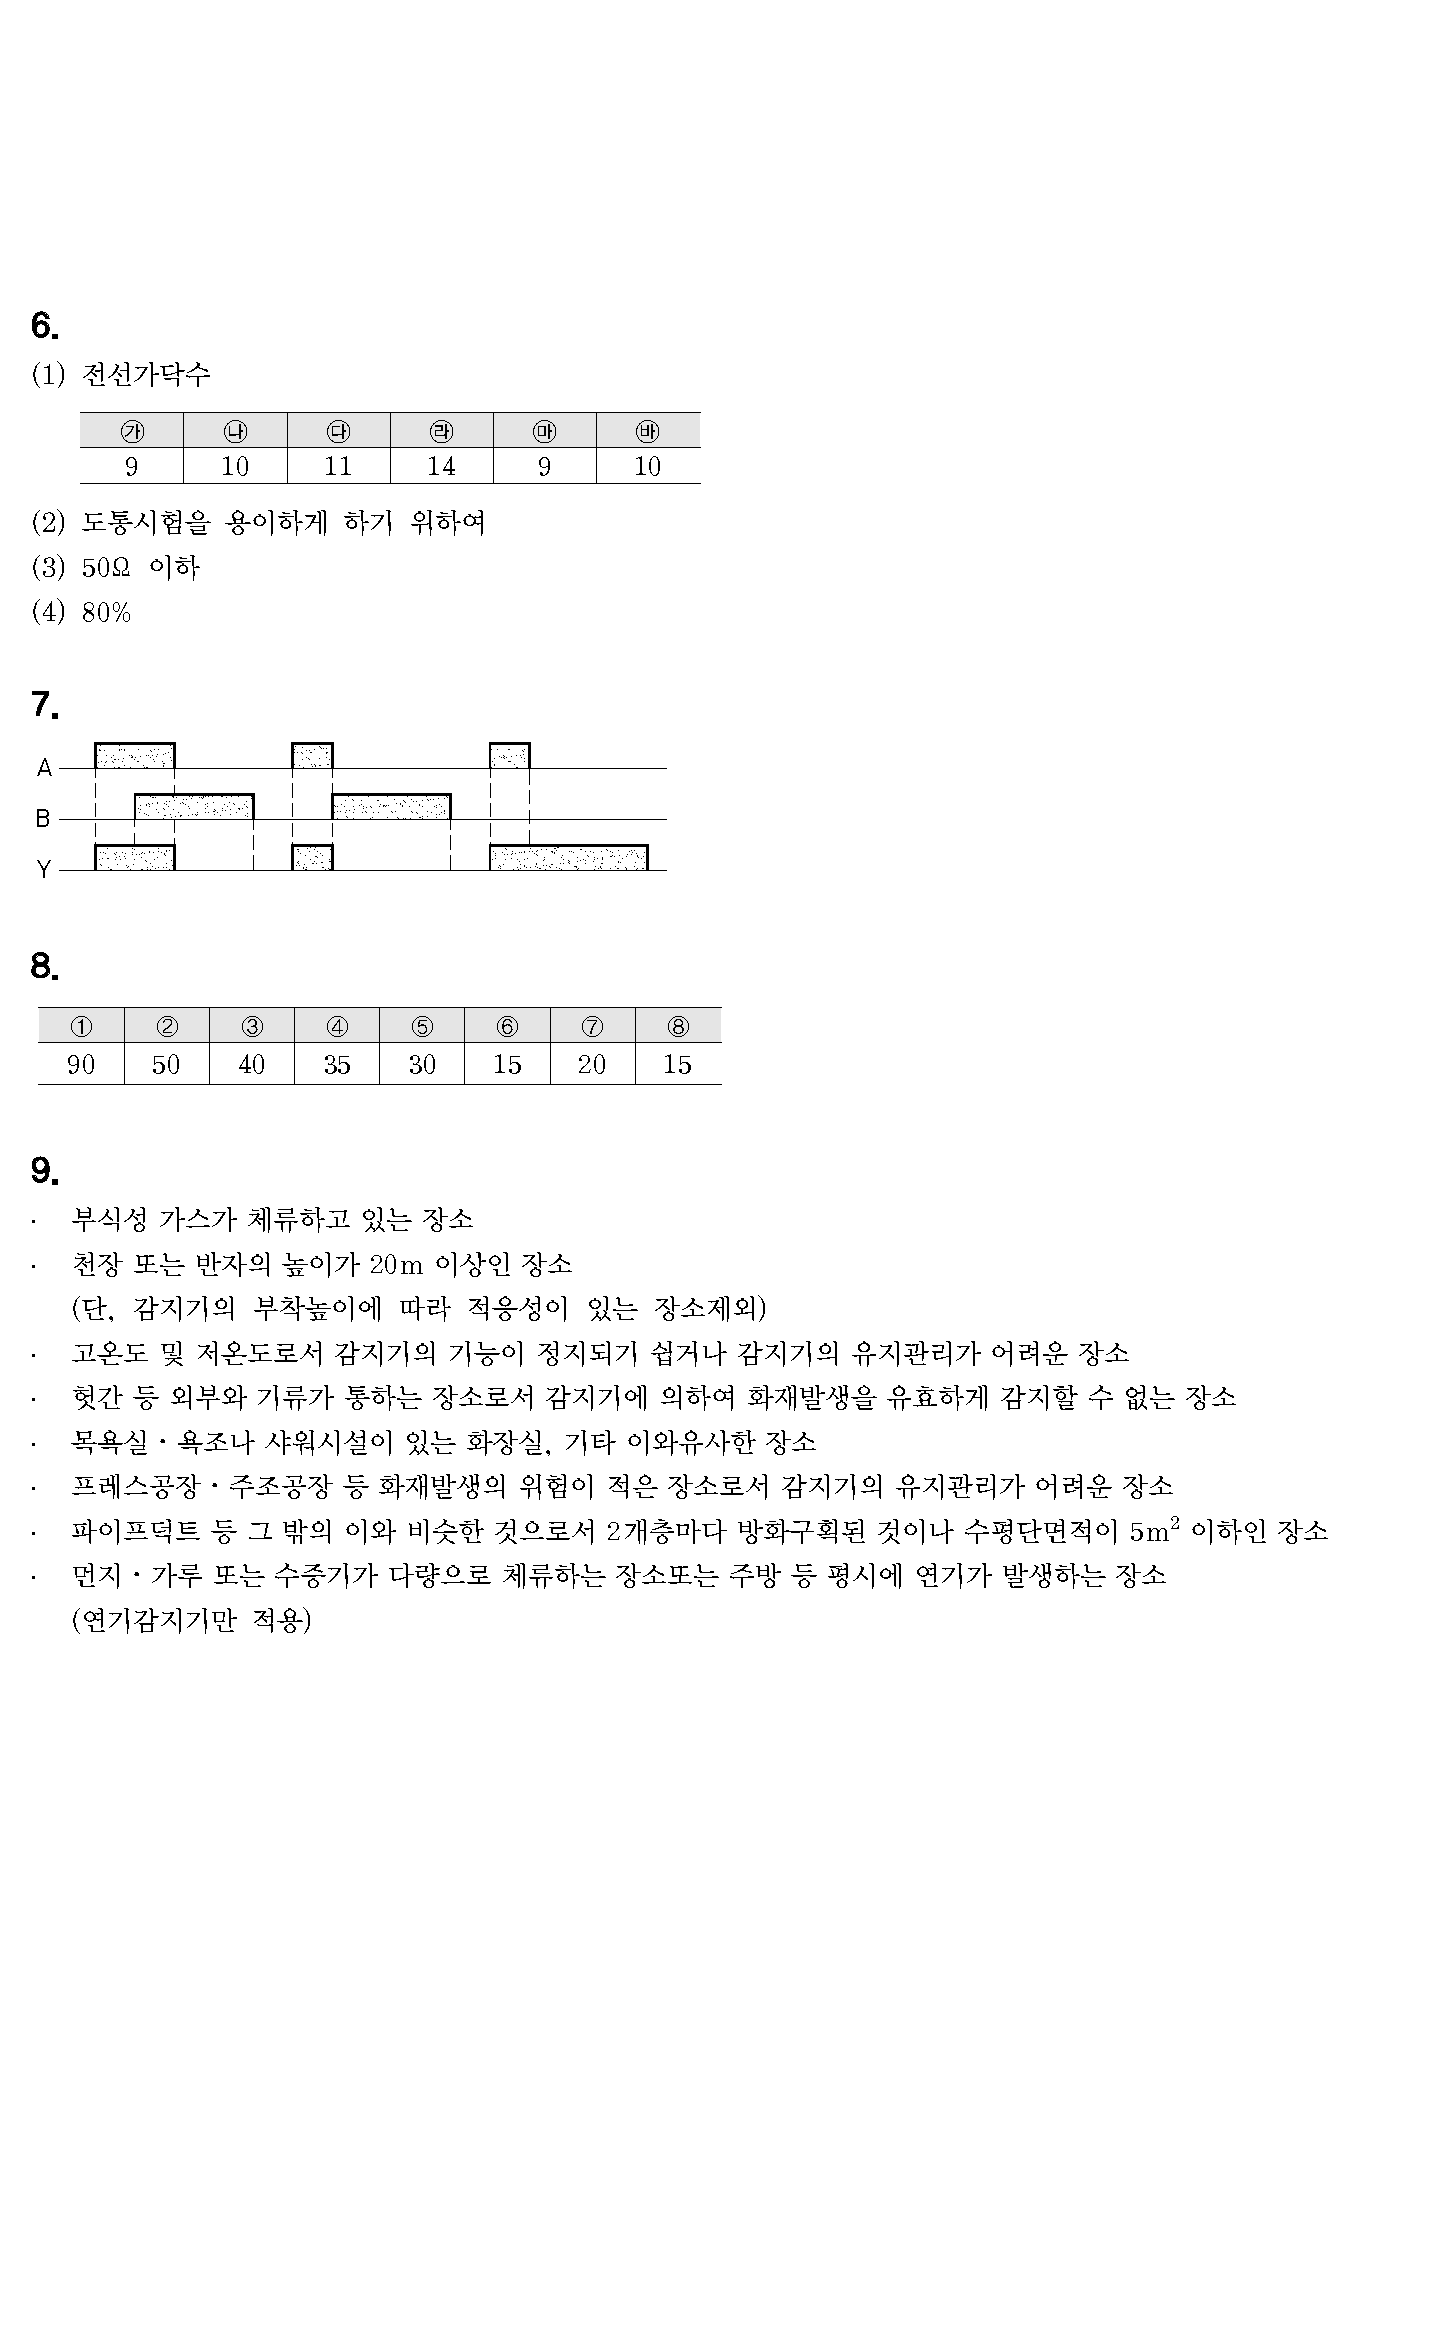 6.
(1) 전선가닥수
㉮ ㉯ ㉰ ㉱ ㉲ ㉳
9 10 11 14 9 10
(2) 도통시험을 용이하게 하기 위하여
(3) 50Ω 이하
(4) 80%
7.
A
B
Y
8.
① ② ③ ④ ⑤ ⑥ ⑦ ⑧
90 50 40 35 30 15 20 15
9.
· 부식성 가스가 체류하고 있는 장소
· 천장 또는 반자의 높이가 20m 이상인 장소
(단, 감지기의 부착높이에 따라 적응성이 있는 장소제외)
· 고온도 및 저온도로서 감지기의 기능이 정지되기 쉽거나 감지기의 유지관리가 어려운 장소
· 헛간 등 외부와 기류가 통하는 장소로서 감지기에 의하여 화재발생을 유효하게 감지할 수 없는 장소
· 목욕실·욕조나 샤워시설이 있는 화장실, 기타 이와유사한 장소
· 프레스공장·주조공장 등 화재발생의 위험이 적은 장소로서 감지기의 유지관리가 어려운 장소
· 파이프덕트 등 그 밖의 이와 비슷한 것으로서 2개층마다 방화구획된 것이나 수평단면적이 5m² 이하인 장소
· 먼지·가루 또는 수증기가 다량으로 체류하는 장소또는 주방 등 평시에 연기가 발생하는 장소
(연기감지기만 적용)